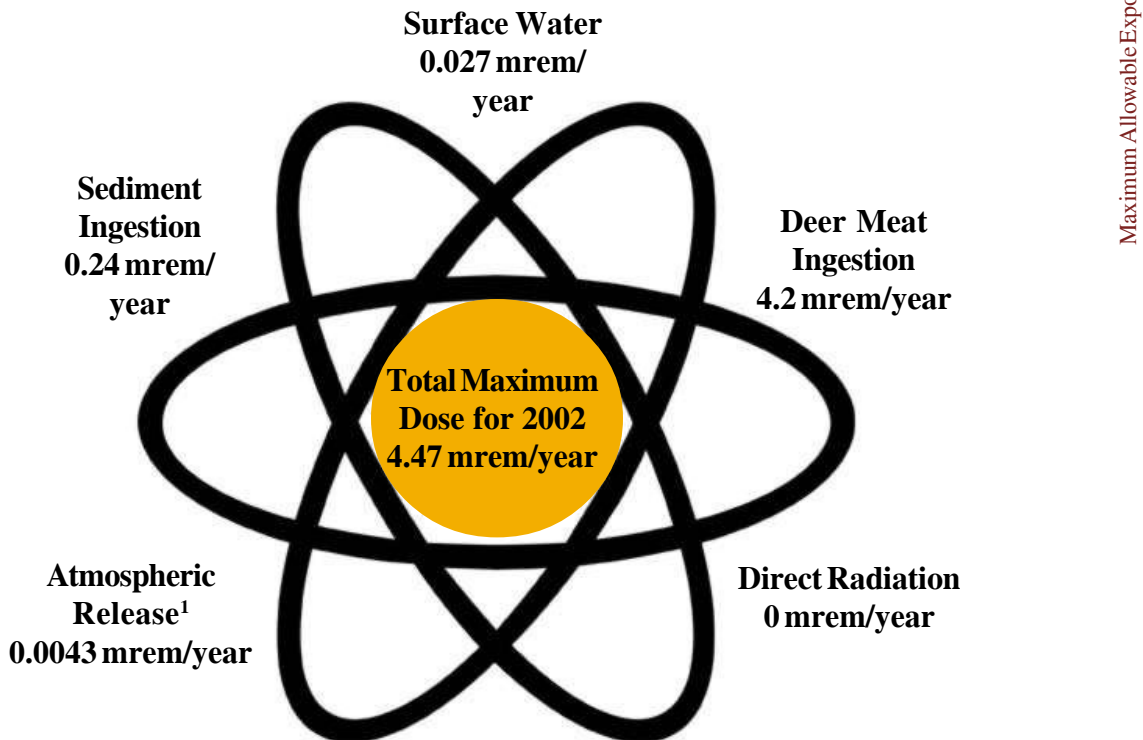 Surface Water
0.027 mrem/
year
Sediment
Ingestion
0.24 mrem/
year
Deer Meat
Ingestion
4.2 mrem/year
Total Maximum
Dose for 2002
4.47 mrem/year
Atmospheric
Release¹
0.0043 mrem/year
Direct Radiation
0 mrem/year
Maximum Allowable